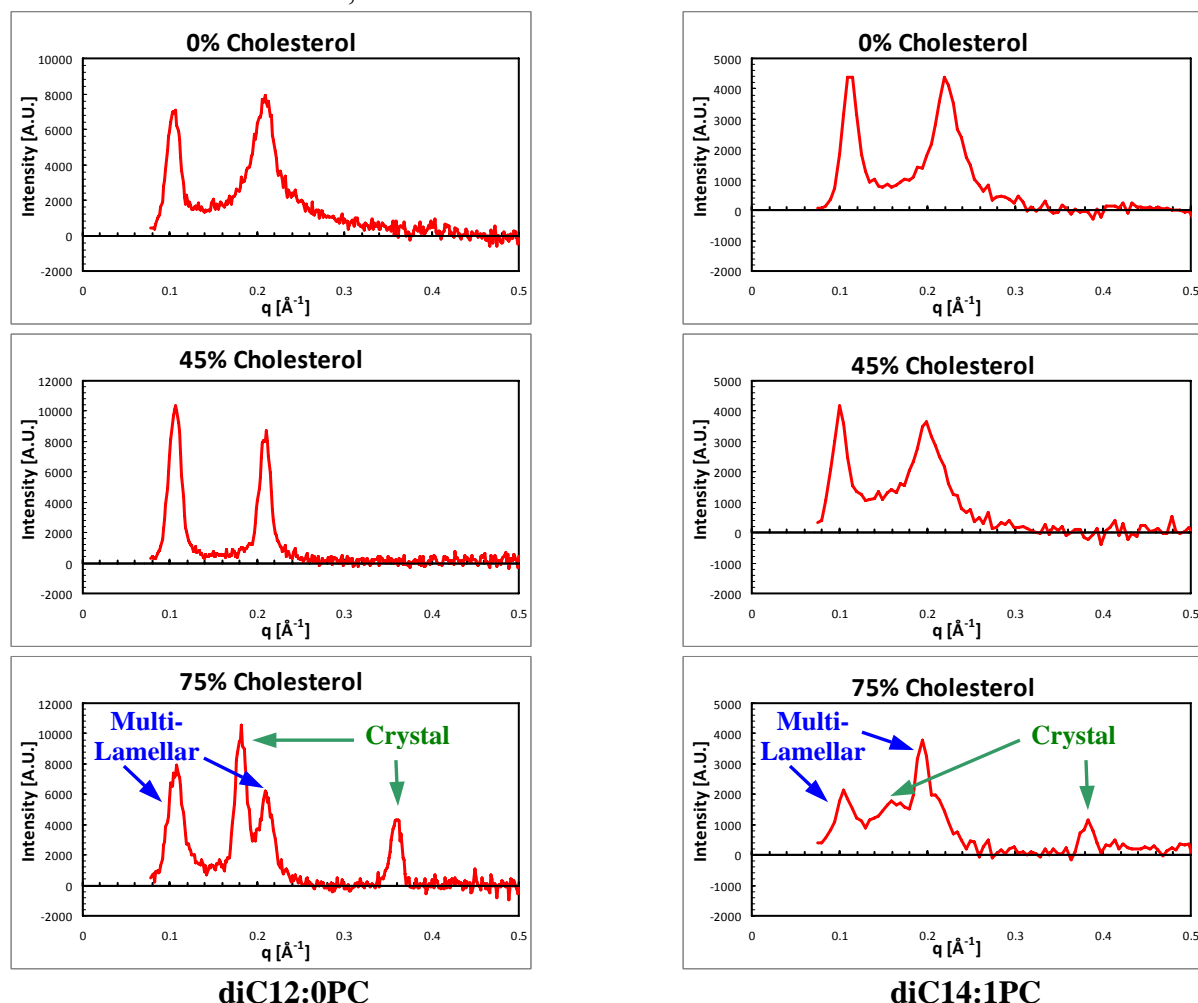 0% Cholesterol
Intensity [A.U.]
10000
8000
6000
4000
2000
0
-2000
0 0.1 0.2 0.3 0.4 0.5
q [Å-1]
0% Cholesterol
Intensity [A.U.]
5000
4000
3000
2000
1000
0
-1000
-2000
0 0.1 0.2 0.3 0.4 0.5
q [Å-1]
45% Cholesterol
Intensity [A.U.]
12000
10000
8000
6000
4000
2000
0
-2000
0 0.1 0.2 0.3 0.4 0.5
q [Å-1]
45% Cholesterol
Intensity [A.U.]
5000
4000
3000
2000
1000
0
-1000
-2000
0 0.1 0.2 0.3 0.4 0.5
q [Å-1]
75% Cholesterol
Multi-
Lamellar
Crystal
Intensity [A.U.]
12000
10000
8000
6000
4000
2000
0
-2000
0 0.1 0.2 0.3 0.4 0.5
q [Å-1]
diC12:0PC
75% Cholesterol
Multi-
Lamellar
Crystal
Intensity [A.U.]
5000
4000
3000
2000
1000
0
-1000
-2000
0 0.1 0.2 0.3 0.4 0.5
q [Å-1]
diC14:1PC